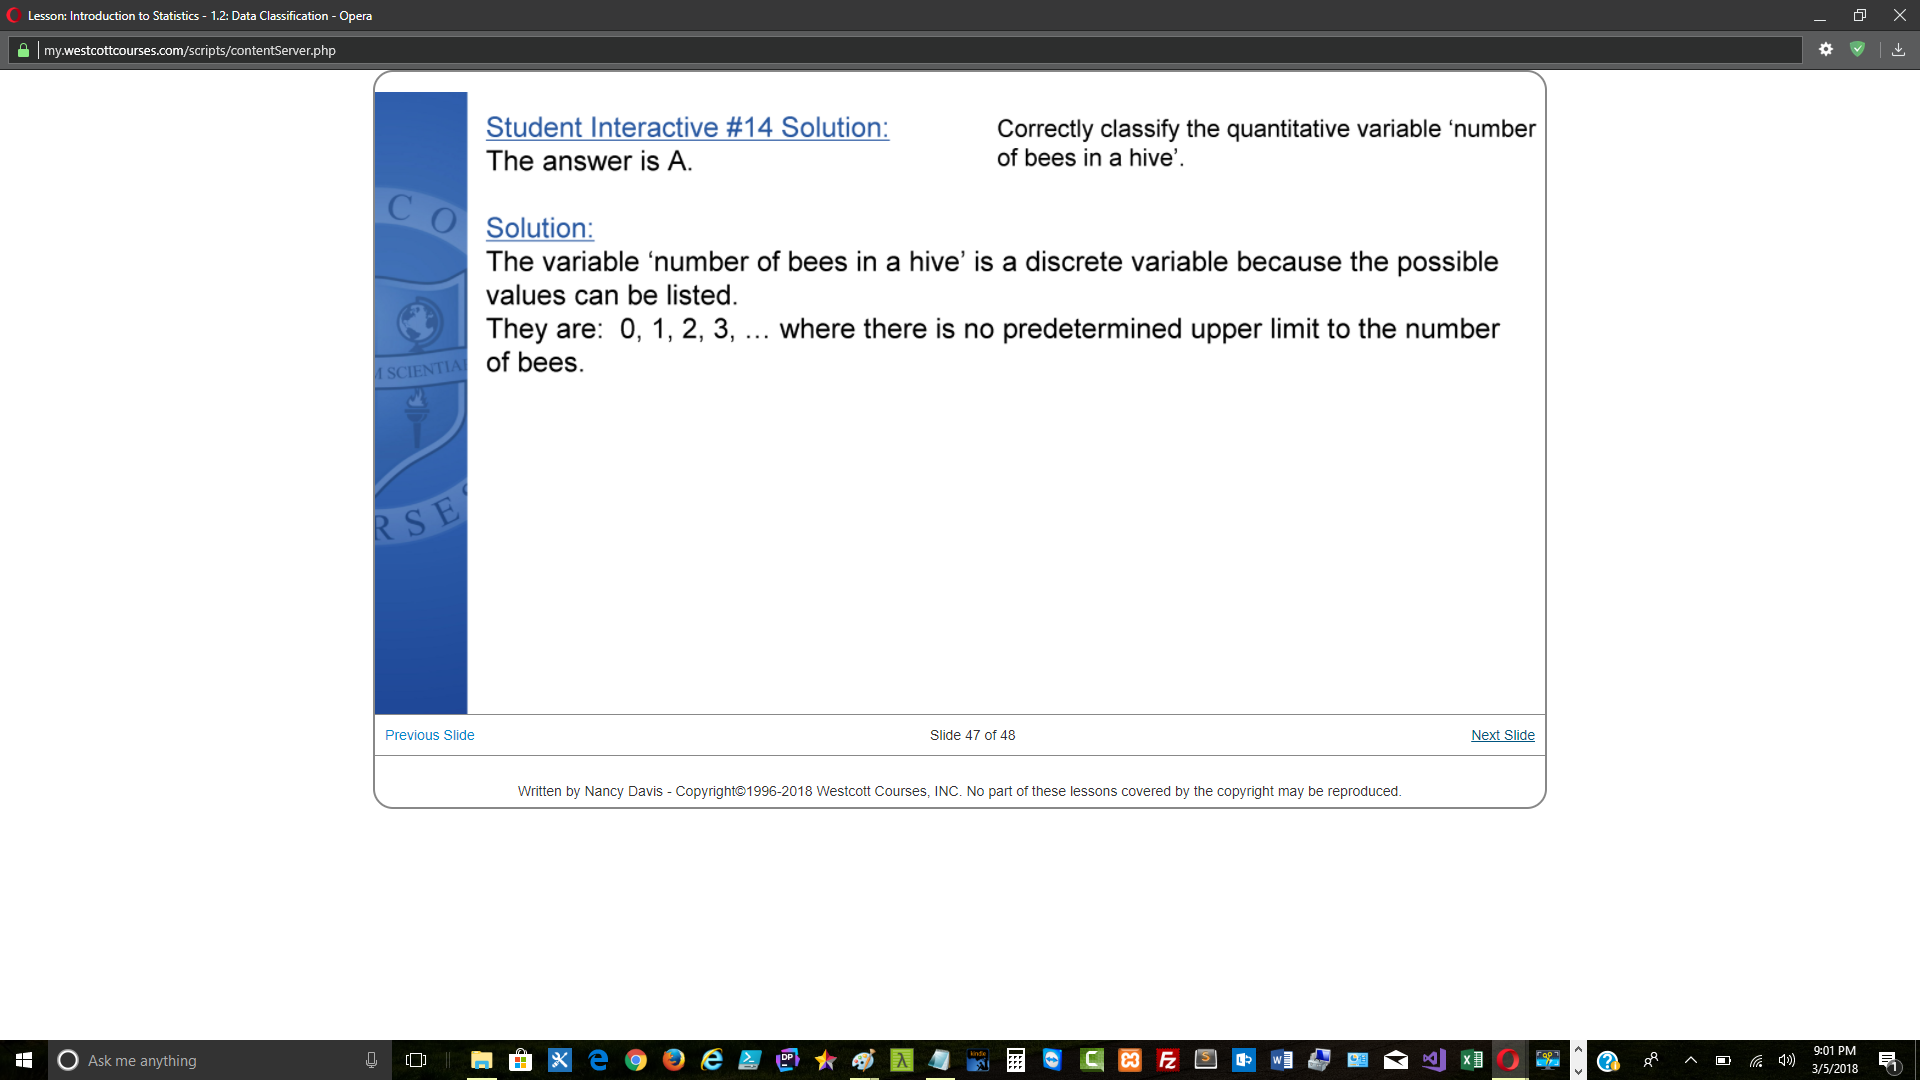 Lesson: Introduction to Statistics - 1.2: Data Classification - Opera
my.westcottcourses.com/scripts/contentServer.php
Student Interactive #14 Solution:
The answer is A.
Correctly classify the quantitative variable ‘number
of bees in a hive’.
Solution:
The variable ‘number of bees in a hive’ is a discrete variable because the possible
values can be listed.
They are:  0, 1, 2, 3, … where there is no predetermined upper limit to the number
of bees.
C O
M SCIENTIA
RSES
Previous Slide
Slide 47 of 48
Next Slide
Written by Nancy Davis - Copyright©1996-2018 Westcott Courses, INC. No part of these lessons covered by the copyright may be reproduced.
Ask me anything
DP
kindle
9:01 PM
3/5/2018
1